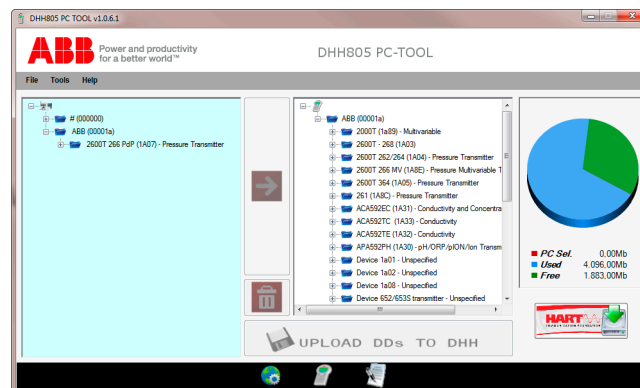 DHH805 PC TOOL v1.0.6.1
ABB
Power and productivity
for a better world™
DHH805 PC-TOOL
File Tools Help
# (000000)
ABB (00001a)
2600T 266 PdP (1A07) - Pressure Transmitter
ABB (00001a)
2000T (1a89) - Multivariable
2600T - 268 (1A03)
2600T 262/264 (1A04) - Pressure Transmitter
2600T 266 MV (1A8E) - Pressure Multivariable T
2600T 364 (1A05) - Pressure Transmitter
261 (1A8C) - Pressure Transmitter
ACA592EC (1A31) - Conductivity and Concentra
ACA592TC (1A33) - Conductivity
ACA592TE (1A32) - Conductivity
APA592PH (1A30) - pH/ORP/pION/Ion Transm
Device 1a01 - Unspecified
Device 1a02 - Unspecified
Device 1a08 - Unspecified
Device 652/653S transmitter - Unspecified
PC Sel. 0,00Mb
Used 4.096,00Mb
Free 1.883,00Mb
HART
UPLOAD DDs TO DHH